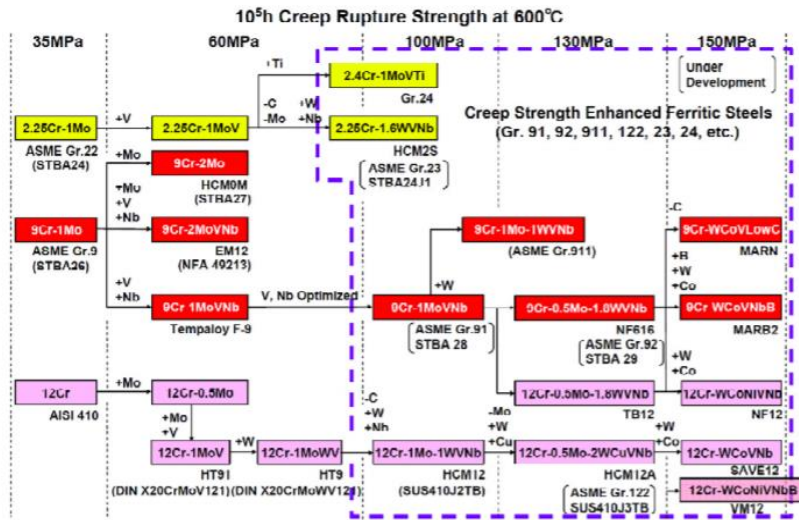 10⁵h Creep Rupture Strength at 600℃
35MPa
60MPa
100MPa
130MPa
150MPa
+Ti
2.4Cr-1MoVTi
Gr.24
[Under
Development]
-C
-Mo
+W
+Nb
Creep Strength Enhanced Ferritic Steels
(Gr. 91, 92, 911, 122, 23, 24, etc.)
2.25Cr-1Mo
+V
2.25Cr-1MoV
2.25Cr-1.6WVNb
ASME Gr.22
(STBA24)
HCM2S
(ASME Gr.23
STBA24J1)
+Mo
9Cr-2Mo
HCM9M
(STBA27)
+Mo
+V
+Nb
9Cr-1Mo
9Cr-2MoVNb
ASME Gr.9
(STBA26)
EM12
(NFA 49213)
9Cr-1Mo-1WVNb
(ASME Gr.911)
-C
9Cr-WCoVLowC
MARN
+W
+B
+W
+Co
+V
+Nb
9Cr-1MoVNb
Tempaloy F-9
V, Nb Optimized
9Cr-1MoVNb
(ASME Gr.91
STBA 28)
9Cr-0.5Mo-1.8WVNb
NF616
(ASME Gr.92
STBA 29)
9Cr-WCoVNbB
MARB2
+W
+Co
12Cr
AISI 410
+Mo
12Cr-0.5Mo
12Cr-0.5Mo-1.8WVNb
TB12
12Cr-WCoNiVNb
NF12
+Mo
+V
-C
+W
+Nb
-Mo
+W
+Cu
+W
+Co
12Cr-1MoV
+W
12Cr-1MoWV
12Cr-1Mo-1WVNb
12Cr-0.5Mo-2WCuVNb
12Cr-WCoVNb
HT91
(DIN X20CrMoV121)
HT9
(DIN X20CrMoWV121)
HCM12
(SUS410J2TB)
HCM12A
(ASME Gr.122
SUS410J3TB)
SAVE12
12Cr-WCoNiVNbB
VM12